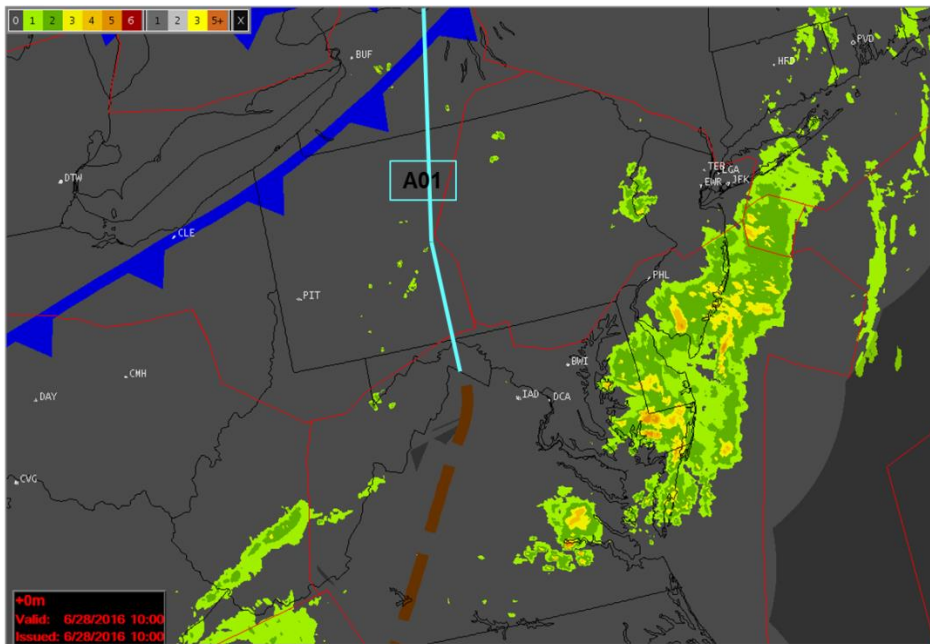 0 1 2 3 4 5 6 1 2 3 5+ X
BUF
PVD
HFD
TEB
LGA
DTW
A01
EWR JFK
CLE
PHL
PIT
BWI
CMH
DAY
IAD DCA
CVG
+0m
Valid: 6/28/2016 10:00
Issued: 6/28/2016 10:00